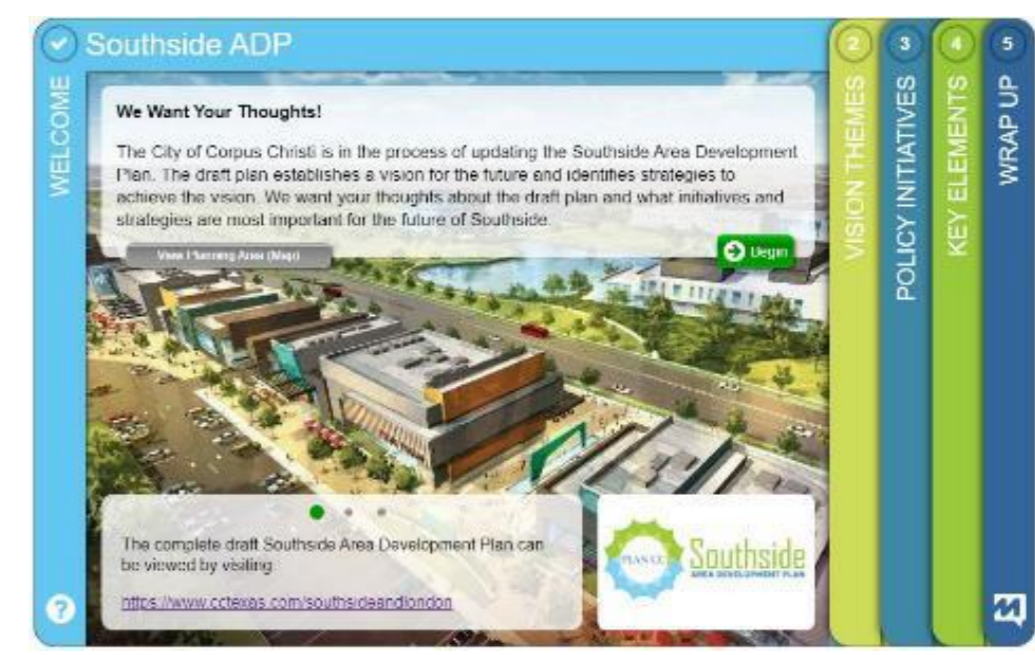 Southside ADP
WELCOME
We Want Your Thoughts!
The City of Corpus Christi is in the process of updating the Southside Area Development
Plan. The draft plan establishes a vision for the future and identifies strategies to
achieve the vision. We want your thoughts about the draft plan and what initiatives and
strategies are most important for the future of Southside.
View Planning Area (Map)
Begin
The complete draft Southside Area Development Plan can
be viewed by visiting
https://www.cctexas.com/southsideandlondon
?
PLAN CC
Southside
AREA DEVELOPMENT PLAN
2
VISION THEMES
3
POLICY INITIATIVES
4
KEY ELEMENTS
5
WRAP UP